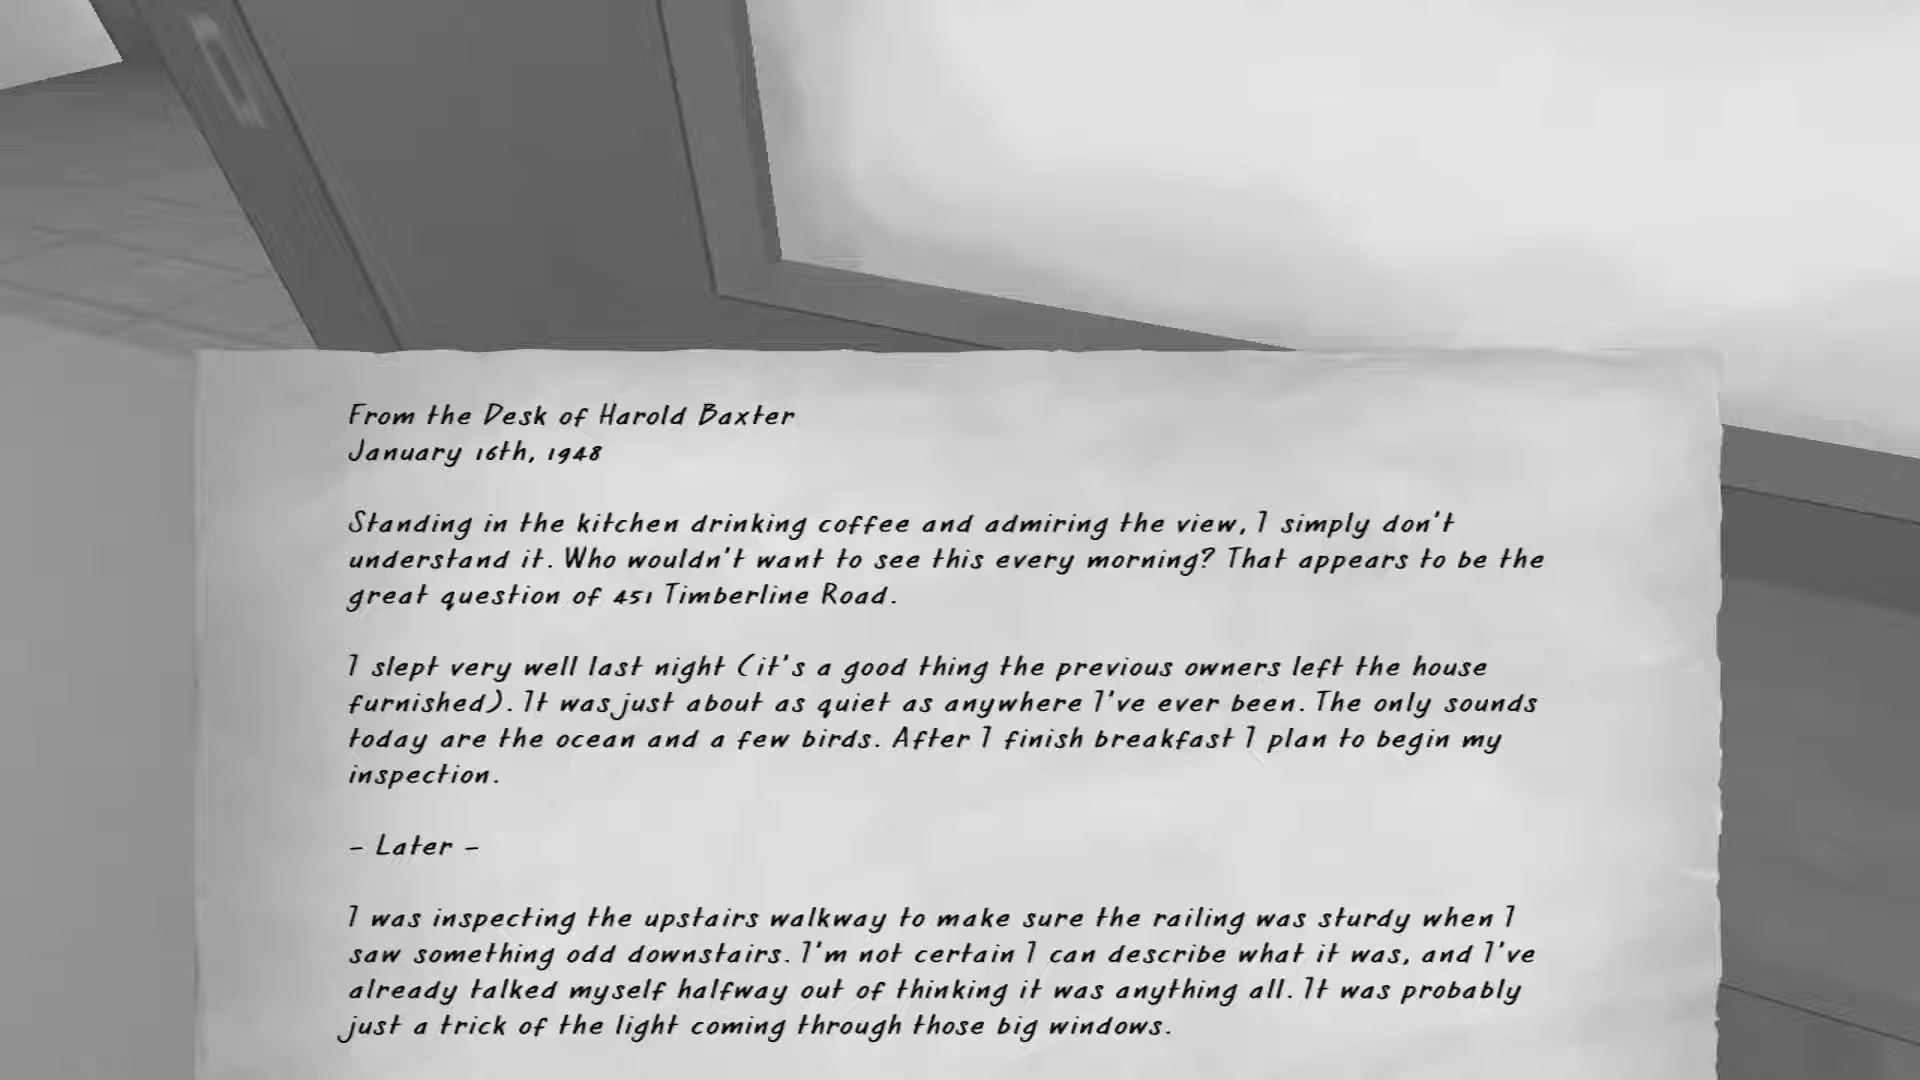 From the Desk of Harold Baxter
January 16th, 1948
Standing in the kitchen drinking coffee and admiring the view, I simply don't
understand it. Who wouldn't want to see this every morning? That appears to be the
great question of 451 Timberline Road.
I slept very well last night (it's a good thing the previous owners left the house
furnished). It was just about as quiet as anywhere I've ever been. The only sounds
today are the ocean and a few birds. After I finish breakfast I plan to begin my
inspection.
- Later -
I was inspecting the upstairs walkway to make sure the railing was sturdy when I
saw something odd downstairs. I'm not certain I can describe what it was, and I've
already talked myself halfway out of thinking it was anything all. It was probably
just a trick of the light coming through those big windows.